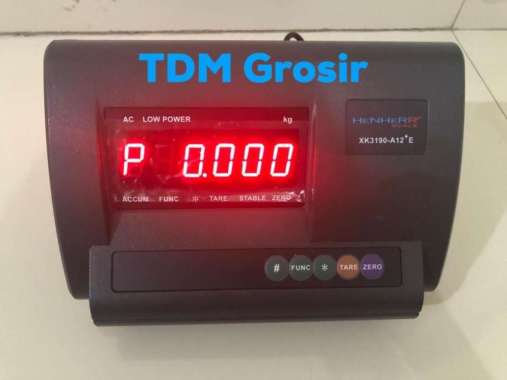 TDM Grosir
AC LOW POWER kg
HENHERR
SCALE
XK3190-A12+E
P 0.000
ACCUM FUNC ✲ TARE STABLE ZERO
# FUNC ✲ TARE ZERO